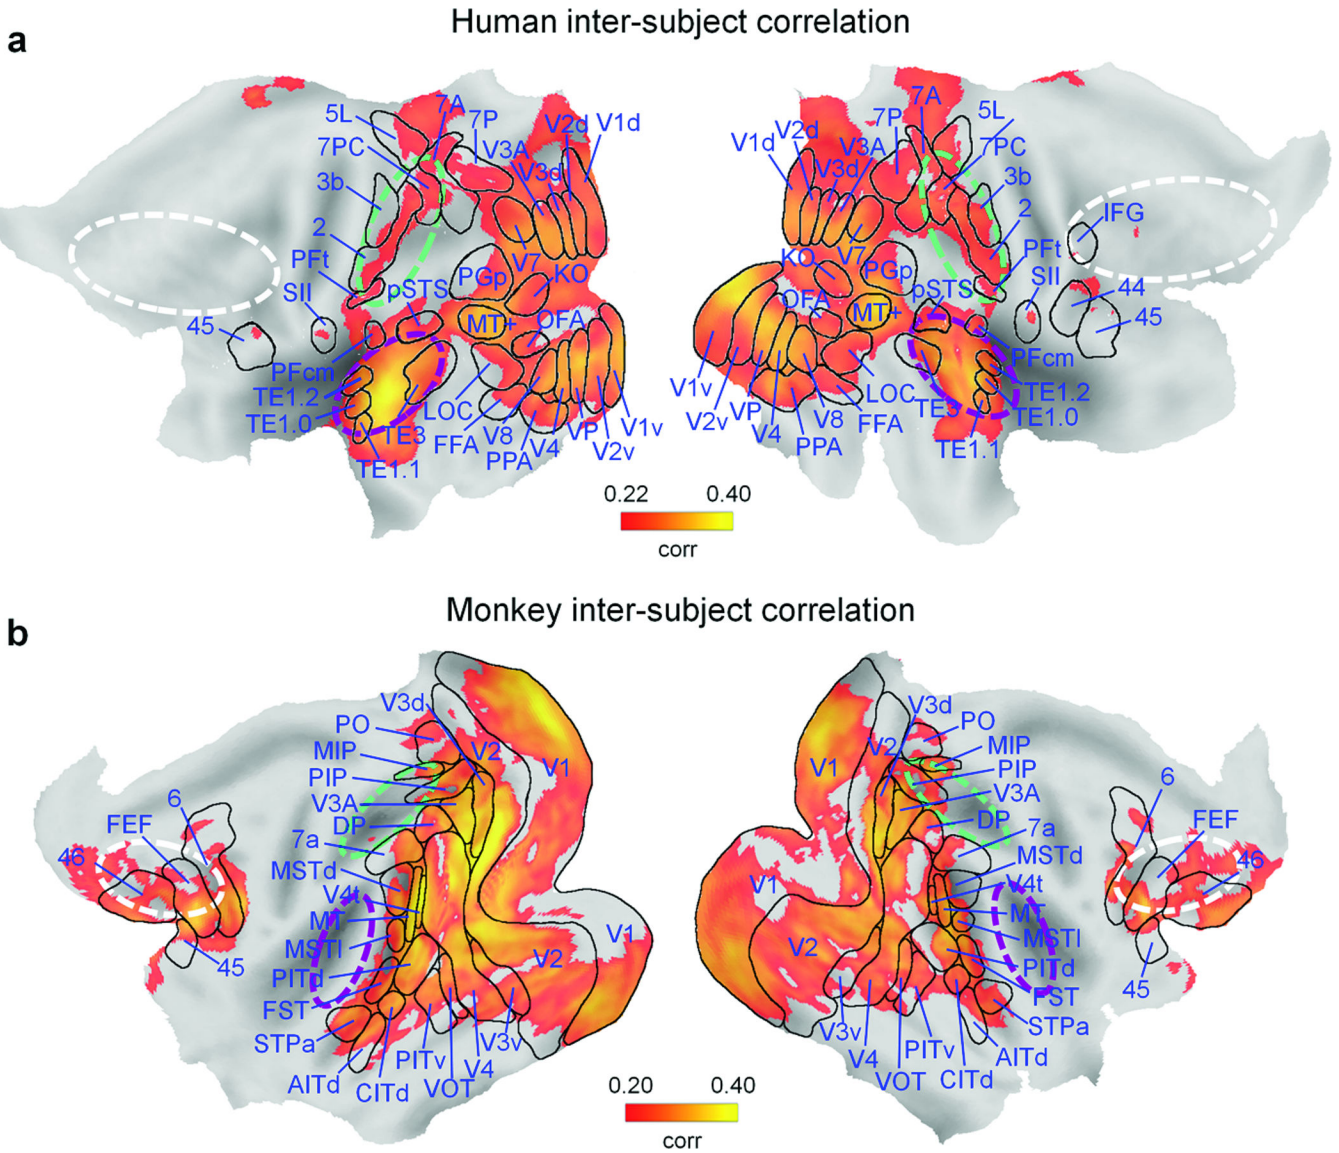 Human inter-subject correlation
a
5L
7A
7P
V2d
V1d
7PC
V3A
V3d
3b
2
PFt
SII
45
pSTS
PGp
V7
KO
MT+
OFA
PFcm
TE1.2
TE1.0
TE1.1
TE3
LOC
FFA
V8
PPA
V4
VP
V2v
V1v
7A
5L
7P
V2d
V3A
V1d
V3d
7PC
3b
2
IFG
PFt
SII
44
45
KO
V7
PGp
pSTS
OFA
MT+
PFcm
TE1.2
TE1.0
TE1.1
TE3
LOC
FFA
V8
PPA
V4
VP
V2v
V1v
0.22 0.40
corr
Monkey inter-subject correlation
b
V3d
PO
MIP
V2
PIP
V1
V3A
DP
6
FEF
7a
46
MSTd
V4t
MT
MSTl
V1
45
PITd
V2
FST
STPa
PITv
V3v
AITd
CITd
VOT
V4
V3d
PO
V2
MIP
V1
PIP
V3A
6
DP
FEF
7a
46
MSTd
V1
V4t
MT
V2
MSTl
PITd
45
FST
V3v
STPa
V4
PITv
AITd
VOT
CITd
0.20 0.40
corr